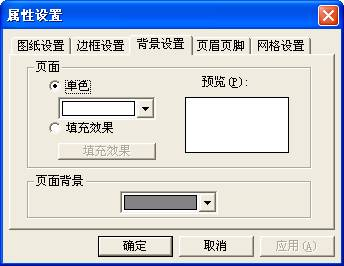 属性设置
图纸设置 边框设置 背景设置 页眉页脚 网格设置
页面
单色
预览(P):
填充效果
填充效果
页面背景
确定 取消 应用(A)